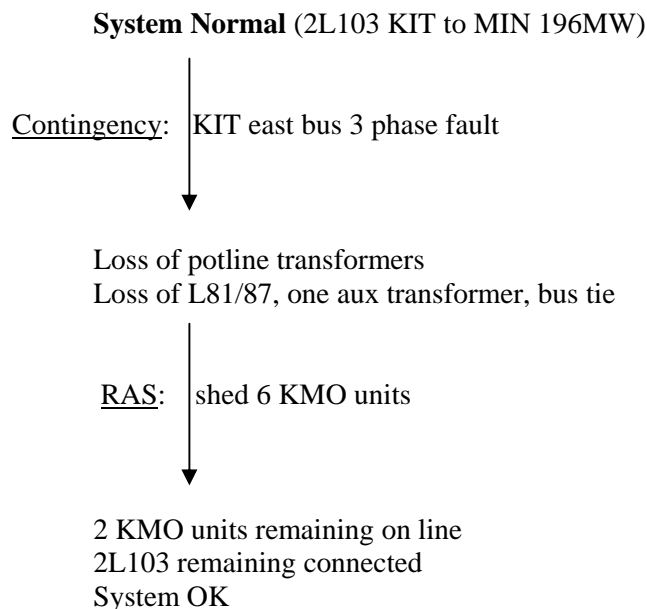 System Normal (2L103 KIT to MIN 196MW)
Contingency: KIT east bus 3 phase fault
Loss of potline transformers
Loss of L81/87, one aux transformer, bus tie
RAS: shed 6 KMO units
2 KMO units remaining on line
2L103 remaining connected
System OK